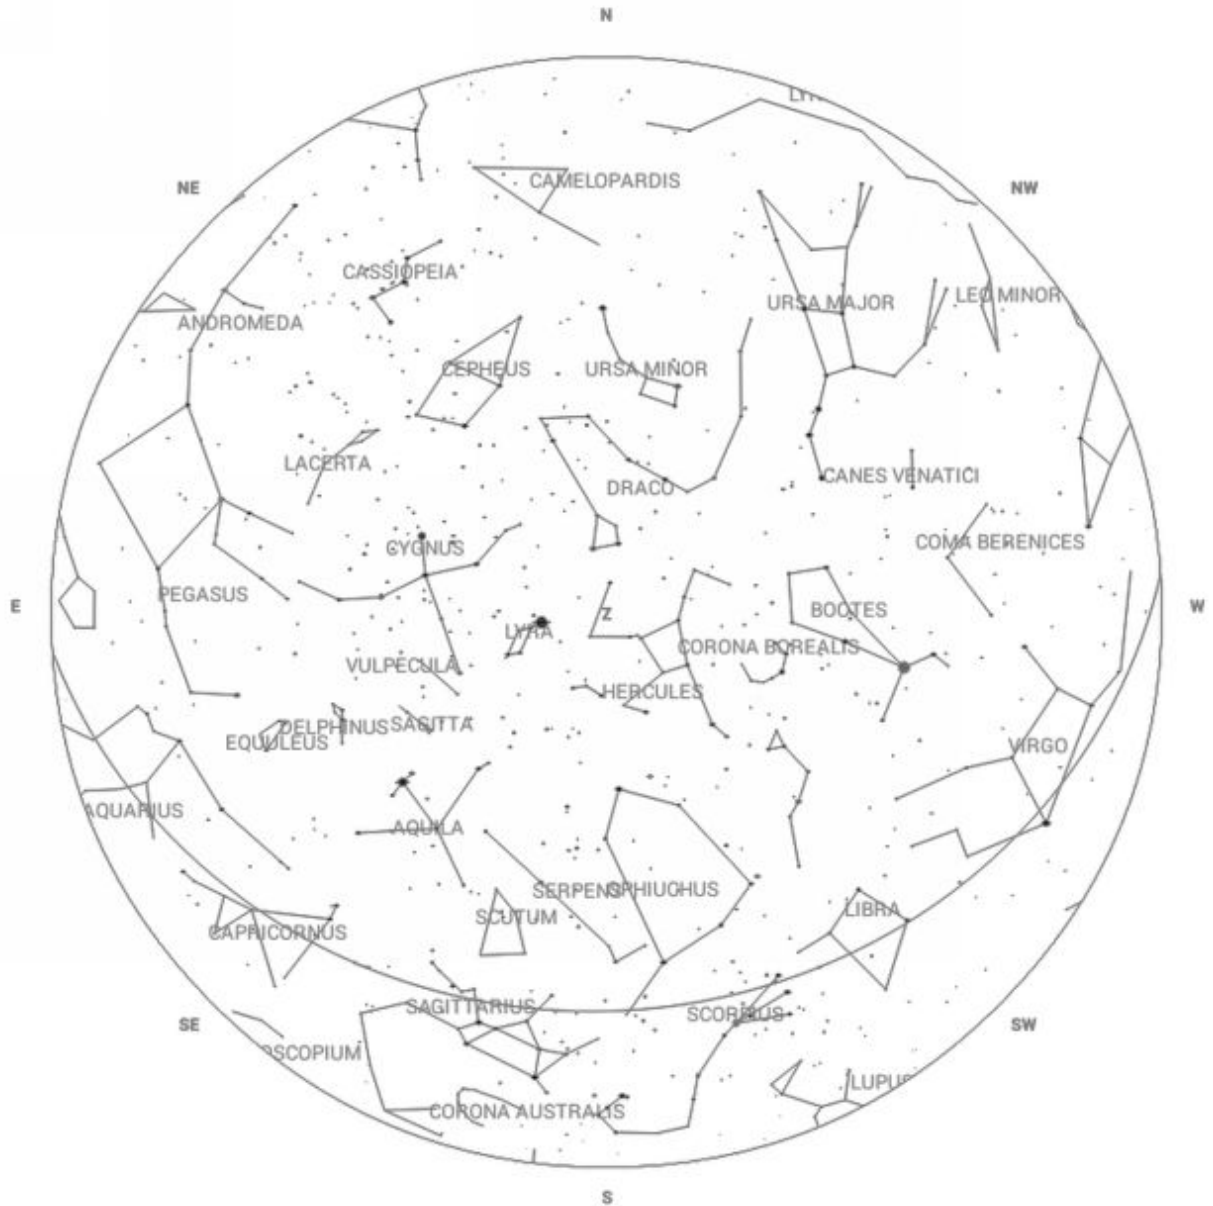 N
LYN
CAMELOPARDIS
NE
NW
CASSIOPEIA
LEO MINOR
URSA MAJOR
ANDROMEDA
CEPHEUS
URSA MINOR
LACERTA
CANES VENATICI
DRACO
COMA BERENICES
CYGNUS
PEGASUS
E
Z
BOOTES
W
LYRA
CORONA BOREALIS
VULPECULA
HERCULES
SAGITTA
DELPHINUS
EQUULEUS
VIRGO
AQUARIUS
AQUILA
SERPENS
OPHIUCHUS
LIBRA
SCUTUM
CAPRICORNUS
SAGITTARIUS
SCORPIUS
SE
SW
OSCOPIUM
LUPUS
CORONA AUSTRALIS
S